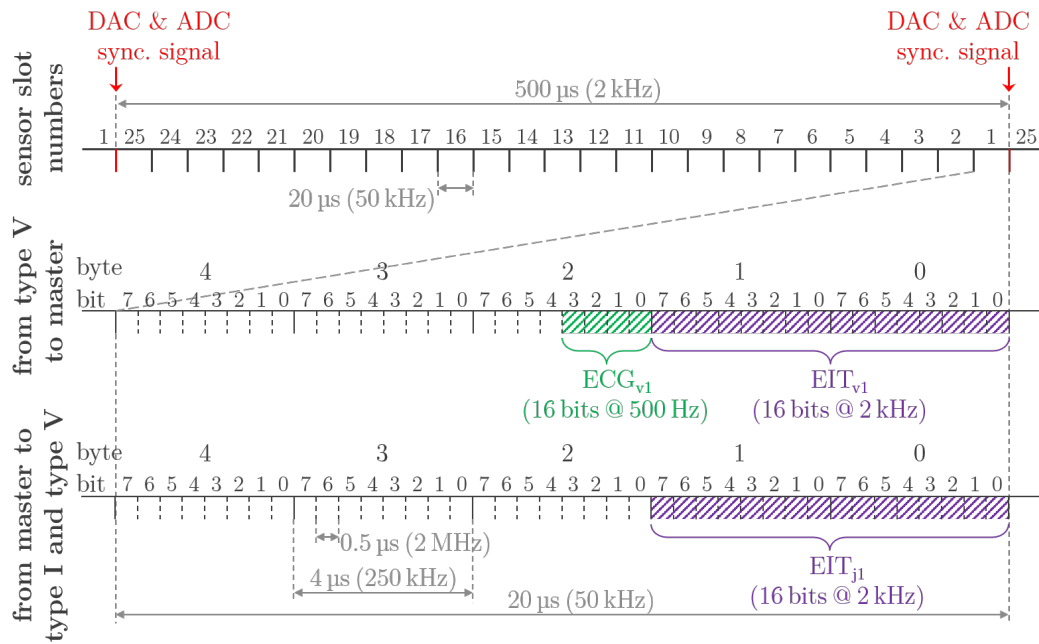 DAC & ADC
sync. signal
DAC & ADC
sync. signal
500 µs (2 kHz)
sensor slot
numbers
1 25 24 23 22 21 20 19 18 17 16 15 14 13 12 11 10 9 8 7 6 5 4 3 2 1 25
20 µs (50 kHz)
from type V
to master
byte 4 3 2 1 0
bit 7 6 5 4 3 2 1 0 7 6 5 4 3 2 1 0 7 6 5 4 3 2 1 0 7 6 5 4 3 2 1 0 7 6 5 4 3 2 1 0
ECGv1
(16 bits @ 500 Hz)
EITv1
(16 bits @ 2 kHz)
from master to
type I and type V
byte 4 3 2 1 0
bit 7 6 5 4 3 2 1 0 7 6 5 4 3 2 1 0 7 6 5 4 3 2 1 0 7 6 5 4 3 2 1 0 7 6 5 4 3 2 1 0
0.5 µs (2 MHz)
4 µs (250 kHz)
EITj1
(16 bits @ 2 kHz)
20 µs (50 kHz)